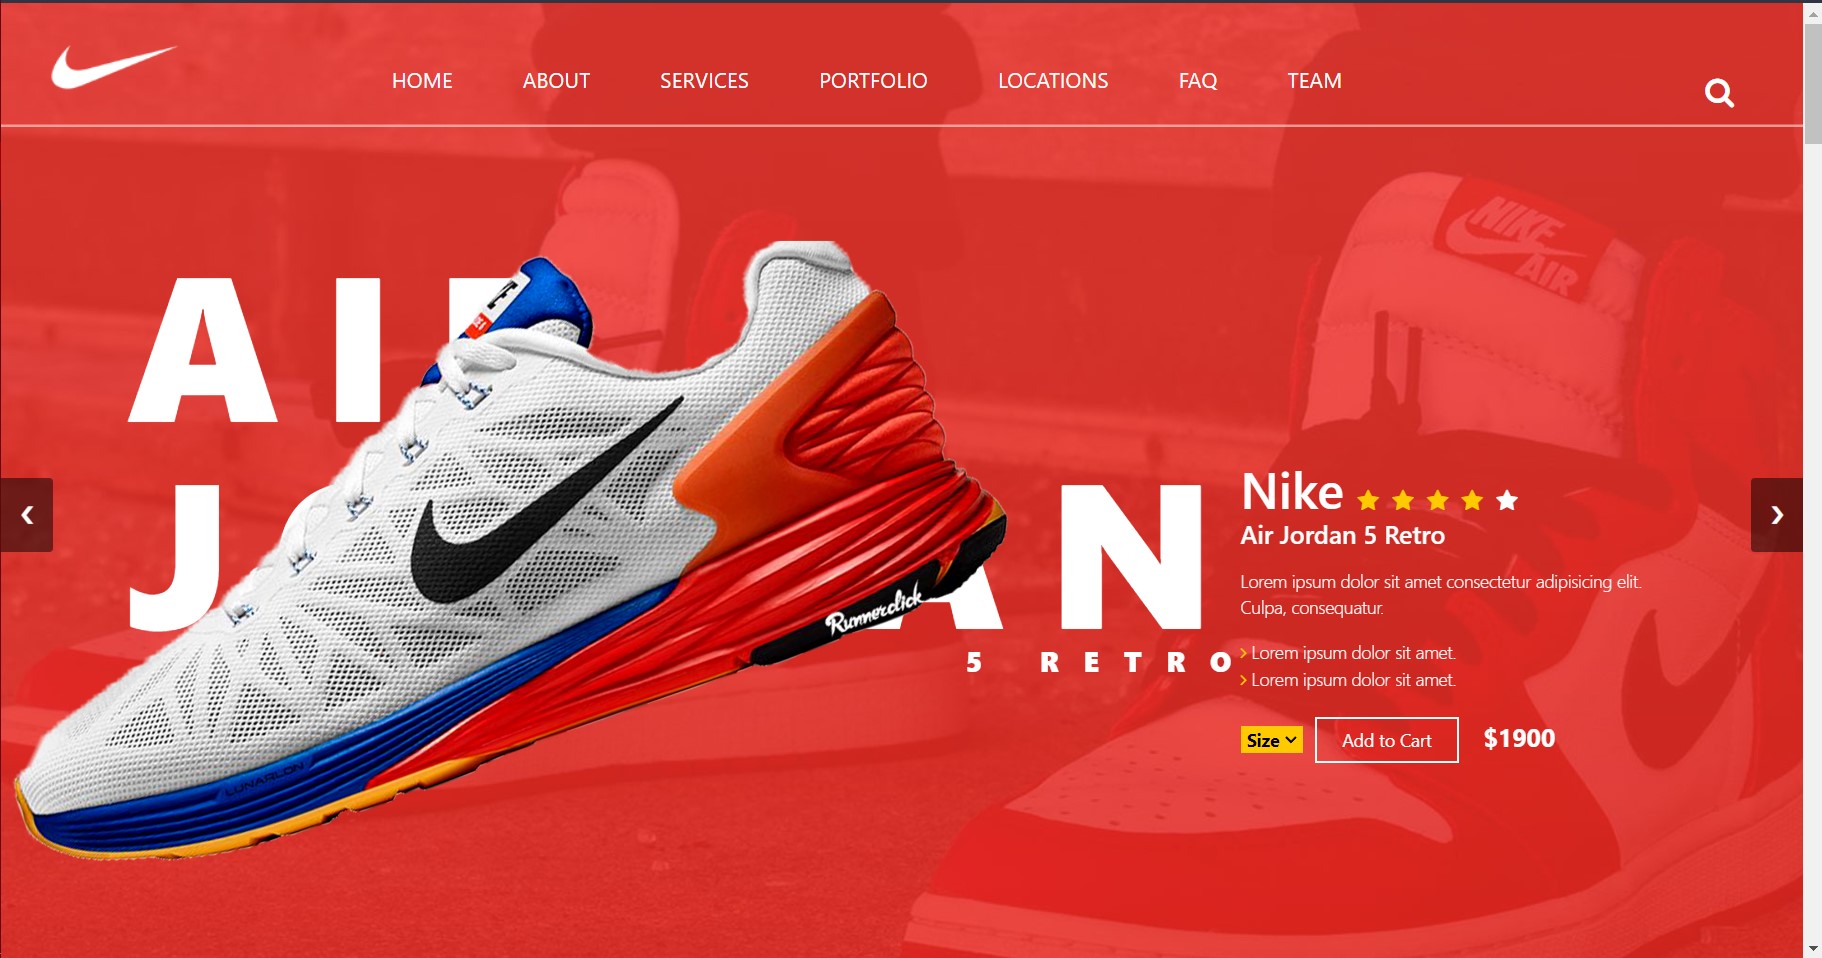 HOME ABOUT SERVICES PORTFOLIO LOCATIONS FAQ TEAM
NIKE
AIR
AI
J AN
5 RETRO
LUNARLON
Runnerclick
Nike
Air Jordan 5 Retro
Lorem ipsum dolor sit amet consectetur adipisicing elit.
Culpa, consequatur.
Lorem ipsum dolor sit amet.
Lorem ipsum dolor sit amet.
Size Add to Cart $1900